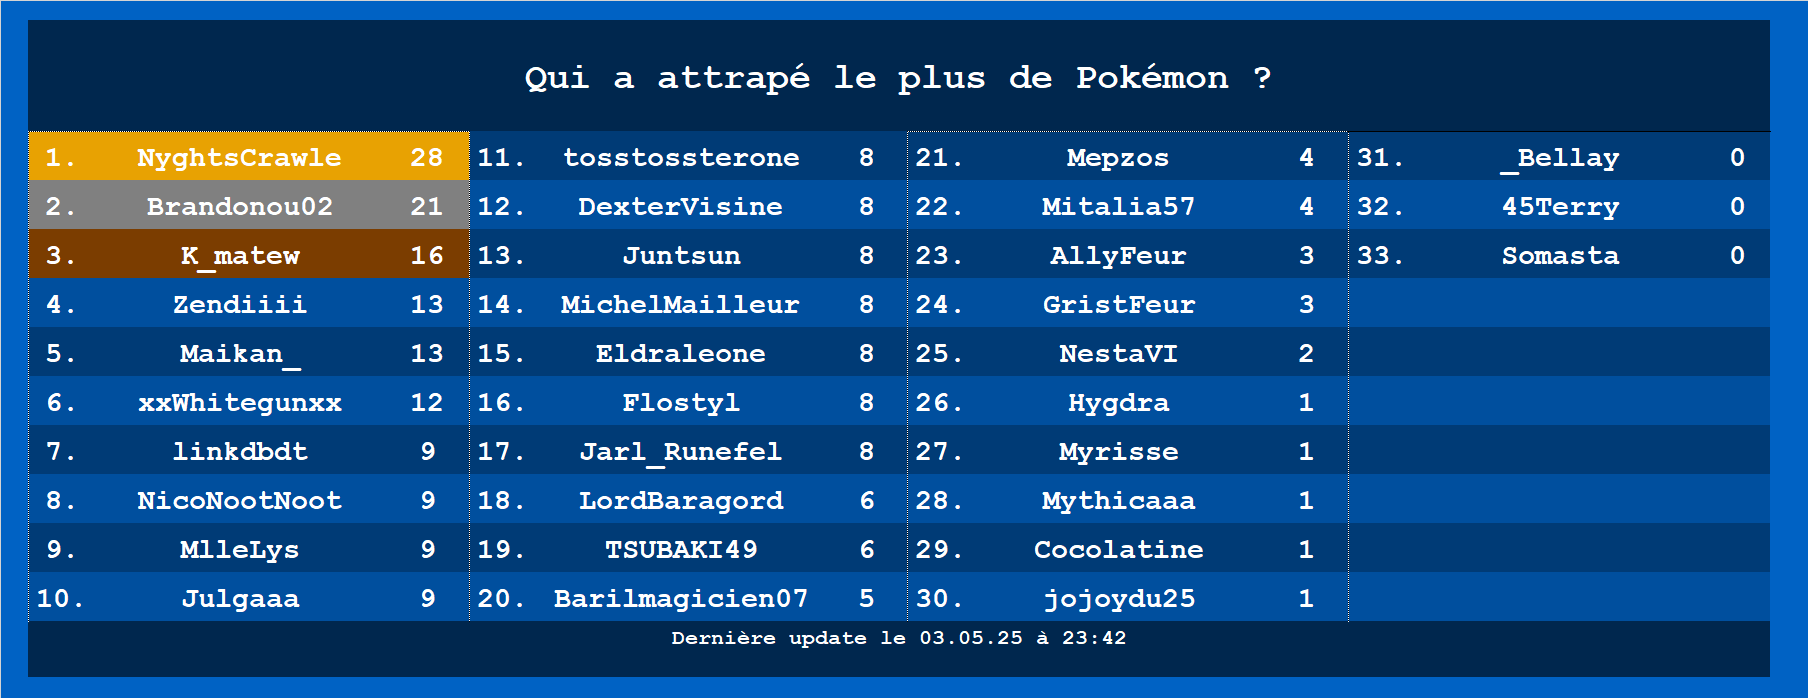 Qui a attrapé le plus de Pokémon ?
1. NyghtsCrawle 28
2. Brandonou02 21
3. K_matew 16
4. Zendiiii 13
5. Maikan_ 13
6. xxWhitegunxx 12
7. linkdbdt 9
8. NicoNootNoot 9
9. MlleLys 9
10. Julgaaa 9
11. tosstossterone 8
12. DexterVisine 8
13. Juntsun 8
14. MichelMailleur 8
15. Eldraleone 8
16. Flostyl 8
17. Jarl_Runefel 8
18. LordBaragord 6
19. TSUBAKI49 6
20. Barilmagicien07 5
21. Mepzos 4
22. Mitalia57 4
23. AllyFeur 3
24. GristFeur 3
25. NestaVI 2
26. Hygdra 1
27. Myrisse 1
28. Mythicaaa 1
29. Cocolatine 1
30. jojoydu25 1
31. _Bellay 0
32. 45Terry 0
33. Somasta 0
Dernière update le 03.05.25 à 23:42